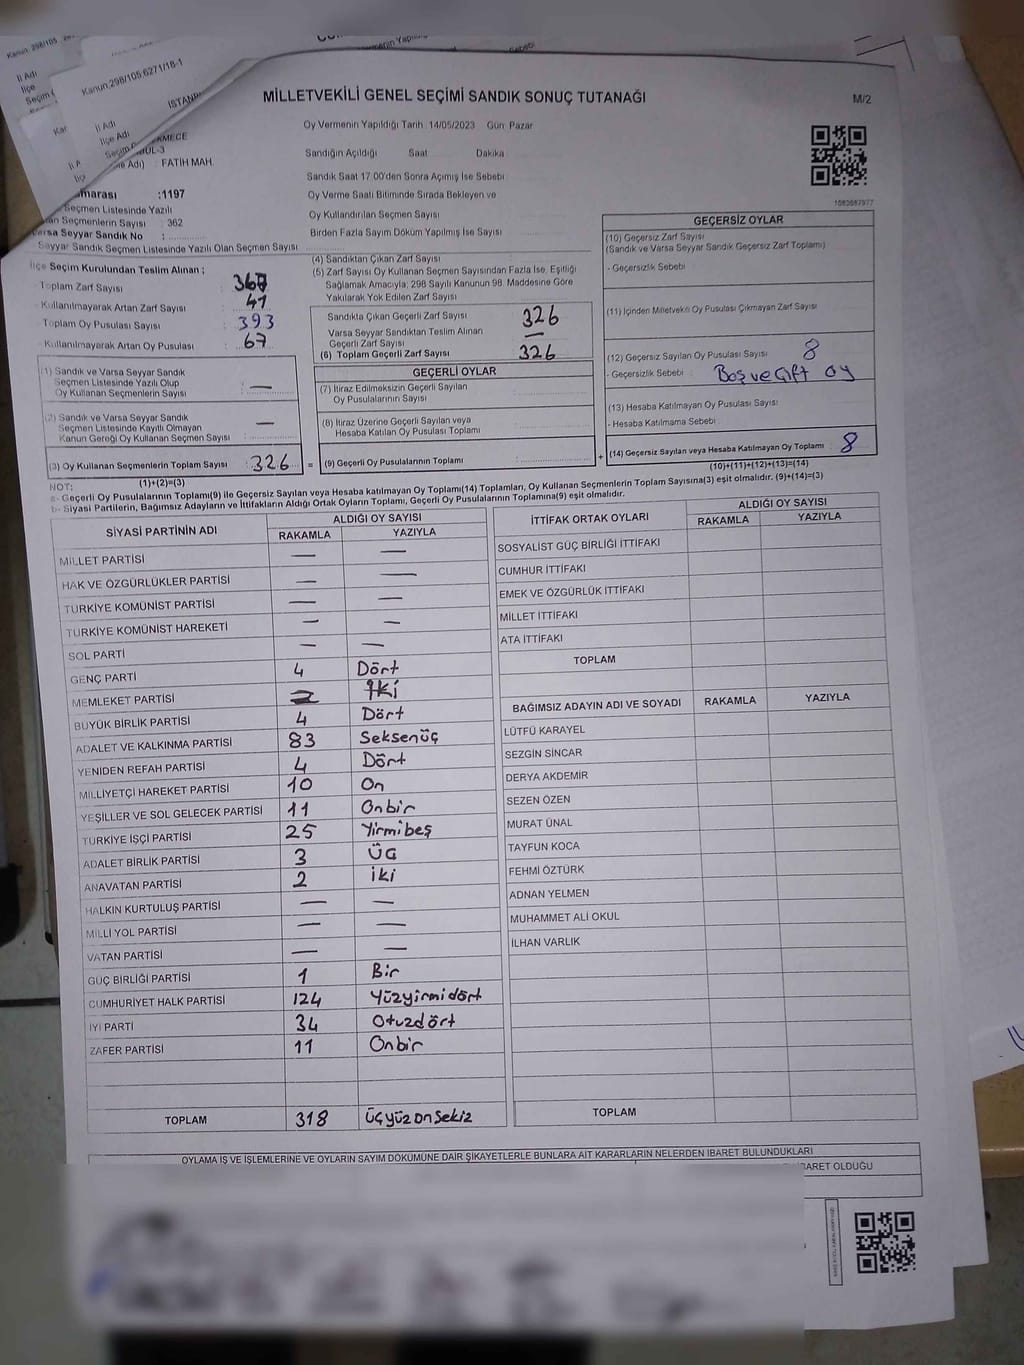 Kanun:298/105
Kanun:298/105:6271/18-1
İl Adı
İlçe
Seçim
İSTANB
İl Adı
İlçe Adı
Seçim
ÇEKMECE
BUL-3
Adı) : FATİH MAH.
MİLLETVEKİLİ GENEL SEÇİMİ SANDIK SONUÇ TUTANAĞI
M/2
Oy Vermenin Yapıldığı Tarih 14/05/2023 Gün Pazar
Sandığın Açıldığı Saat Dakika
Sandık Saat 17.00'den Sonra Açımış İse Sebebi
Oy Verme Saati Bitiminde Sırada Bekleyen ve
Oy Kullandırılan Seçmen Sayısı
Birden Fazla Sayım Döküm Yapılmış İse Sayısı
1197
Seçmen Listesinde Yazılı
Seçmenlerin Sayısı : 362
Varsa Seyyar Sandık No :
Seyyar Sandık Seçmen Listesinde Yazılı Olan Seçmen Sayısı
İlçe Seçim Kurulundan Teslim Alınan ;
- Toplam Zarf Sayısı : 367
- Kullanılmayarak Artan Zarf Sayısı : 41
- Toplam Oy Pusulası Sayısı : 393
- Kullanılmayarak Artan Oy Pusulası : 67
(1) Sandık ve Varsa Seyyar Sandık
Seçmen Listesinde Yazılı Olup
Oy Kullanan Seçmenlerin Sayısı : —
(2) Sandık ve Varsa Seyyar Sandık
Seçmen Listesinde Kayıtlı Olmayan
Kanun Gereği Oy Kullanan Seçmen Sayısı : —
(3) Oy Kullanan Seçmenlerin Toplam Sayısı : 326
(1)+(2)=(3)
(4) Sandıktan Çıkan Zarf Sayısı
(5) Zarf Sayısı Oy Kullanan Seçmen Sayısından Fazla İse, Eşitliği
Sağlamak Amacıyla, 298 Sayılı Kanunun 98. Maddesine Göre
Yakılarak Yok Edilen Zarf Sayısı
Sandıkta Çıkan Geçerli Zarf Sayısı 326
Varsa Seyyar Sandıktan Teslim Alınan
Geçerli Zarf Sayısı —
(6) Toplam Geçerli Zarf Sayısı 326
GEÇERLİ OYLAR
(7) İtiraz Edilmeksizin Geçerli Sayılan
Oy Pusulalarının Sayısı
(8) İtiraz Üzerine Geçerli Sayılan veya
Hesaba Katılan Oy Pusulası Toplamı
= (9) Geçerli Oy Pusulalarının Toplamı
1083687977
GEÇERSİZ OYLAR
(10) Geçersiz Zarf Sayısı
(Sandık ve Varsa Seyyar Sandık Geçersiz Zarf Toplamı)
- Geçersizlik Sebebi
(11) İçinden Milletvekili Oy Pusulası Çıkmayan Zarf Sayısı
(12) Geçersiz Sayılan Oy Pusulası Sayısı 8
- Geçersizlik Sebebi : Boş ve Çift oy
(13) Hesaba Katılmayan Oy Pusulası Sayısı
- Hesaba Katılmama Sebebi
+ (14) Geçersiz Sayılan veya Hesaba Katılmayan Oy Toplamı 8
(10)+(11)+(12)+(13)=(14)
NOT:
a- Geçerli Oy Pusulalarının Toplamı(9) ile Geçersiz Sayılan veya Hesaba katılmayan Oy Toplamı(14) Toplamları, Oy Kullanan Seçmenlerin Toplam Sayısına(3) eşit olmalıdır. (9)+(14)=(3)
b- Siyasi Partilerin, Bağımsız Adayların ve İttifakların Aldığı Ortak Oyların Toplamı, Geçerli Oy Pusulalarının Toplamına(9) eşit olmalıdır.
SİYASİ PARTİNİN ADI ALDIĞI OY SAYISI
RAKAMLA YAZIYLA
MİLLET PARTİSİ — —
HAK VE ÖZGÜRLÜKLER PARTİSİ — —
TÜRKİYE KOMÜNİST PARTİSİ — —
TÜRKİYE KOMÜNİST HAREKETİ — —
SOL PARTİ — —
GENÇ PARTİ 4 Dört
MEMLEKET PARTİSİ 2 İki
BÜYÜK BİRLİK PARTİSİ 4 Dört
ADALET VE KALKINMA PARTİSİ 83 Seksenüç
YENİDEN REFAH PARTİSİ 4 Dört
MİLLİYETÇİ HAREKET PARTİSİ 10 On
YEŞİLLER VE SOL GELECEK PARTİSİ 11 Onbir
TÜRKİYE İŞÇİ PARTİSİ 25 Yirmibeş
ADALET BİRLİK PARTİSİ 3 Üç
ANAVATAN PARTİSİ 2 İki
HALKIN KURTULUŞ PARTİSİ — —
MİLLİ YOL PARTİSİ — —
VATAN PARTİSİ — —
GÜÇ BİRLİĞİ PARTİSİ 1 Bir
CUMHURİYET HALK PARTİSİ 124 Yüzyirmidört
İYİ PARTİ 34 Otuzdört
ZAFER PARTİSİ 11 Onbir
TOPLAM 318 Üçyüzonsekiz
İTTİFAK ORTAK OYLARI ALDIĞI OY SAYISI
RAKAMLA YAZIYLA
SOSYALİST GÜÇ BİRLİĞİ İTTİFAKI
CUMHUR İTTİFAKI
EMEK VE ÖZGÜRLÜK İTTİFAKI
MİLLET İTTİFAKI
ATA İTTİFAKI
TOPLAM
BAĞIMSIZ ADAYIN ADI VE SOYADI RAKAMLA YAZIYLA
LÜTFÜ KARAYEL
SEZGİN SİNCAR
DERYA AKDEMİR
SEZEN ÖZEN
MURAT ÜNAL
TAYFUN KOCA
FEHMİ ÖZTÜRK
ADNAN YELMEN
MUHAMMET ALİ OKUL
İLHAN VARLIK
TOPLAM
OYLAMA İŞ VE İŞLEMLERİNE VE OYLARIN SAYIM DÖKÜMÜNE DAİR ŞİKAYETLERLE BUNLARA AİT KARARLARIN NELERDEN İBARET BULUNDUKLARI
BARET OLDUĞU